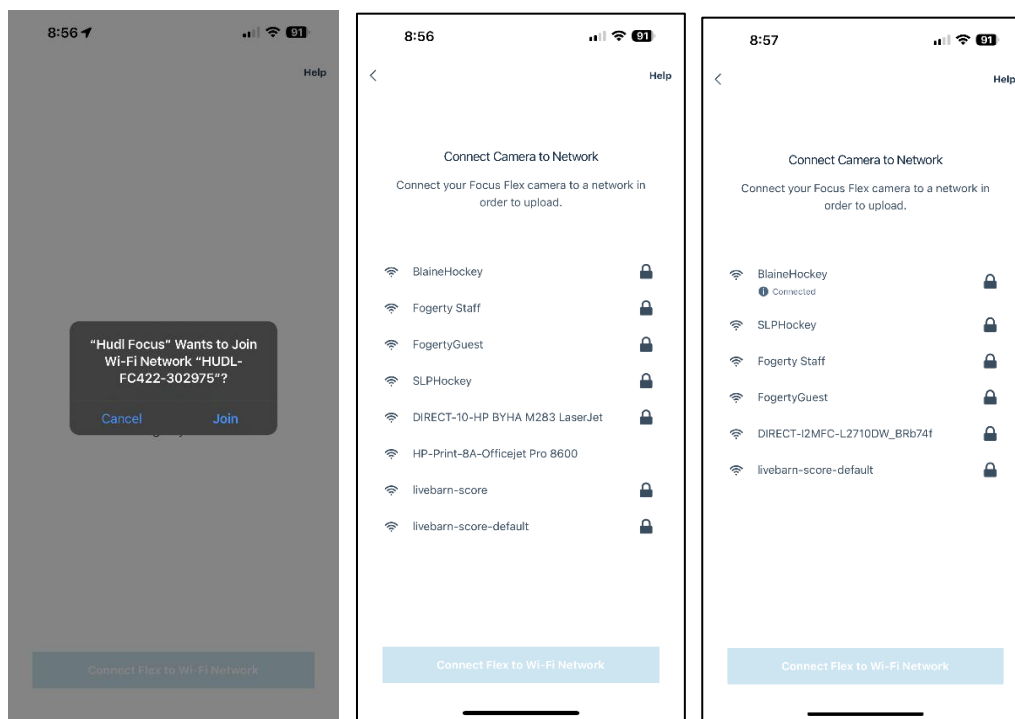 8:56
91
Help
"Hudl Focus" Wants to Join
Wi-Fi Network "HUDL-
FC422-302975"?
Cancel
Join
Connect Flex to Wi-Fi Network
8:56
91
Help
Connect Camera to Network
Connect your Focus Flex camera to a network in
order to upload.
BlaineHockey
Fogerty Staff
FogertyGuest
SLPHockey
DIRECT-10-HP BYHA M283 LaserJet
HP-Print-8A-Officejet Pro 8600
livebarn-score
livebarn-score-default
Connect Flex to Wi-Fi Network
8:57
91
Help
Connect Camera to Network
Connect your Focus Flex camera to a network in
order to upload.
BlaineHockey
Connected
SLPHockey
Fogerty Staff
FogertyGuest
DIRECT-I2MFC-L2710DW_BRb74f
livebarn-score-default
Connect Flex to Wi-Fi Network